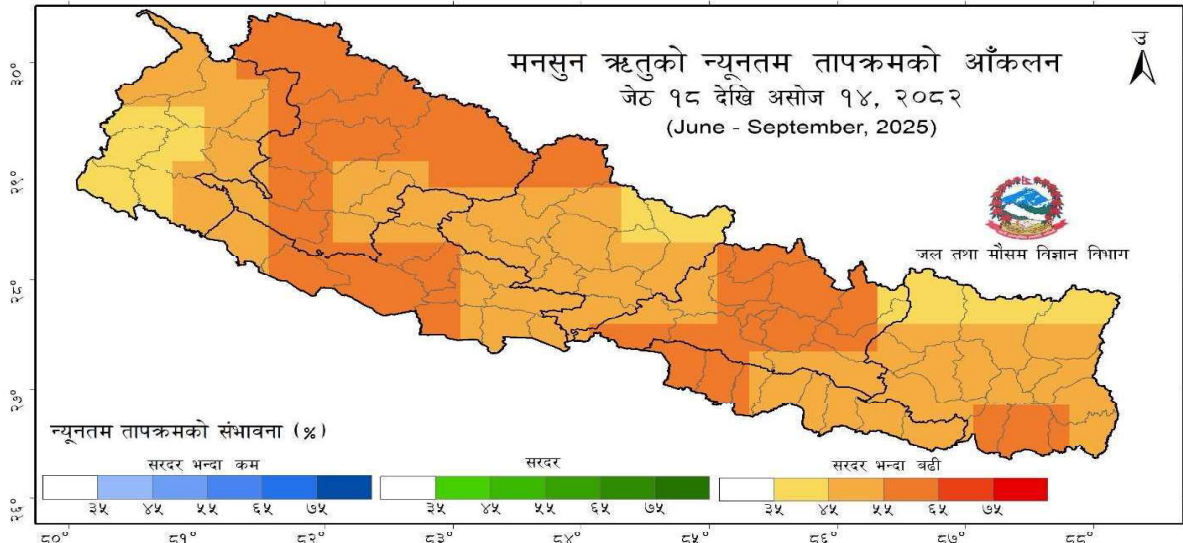 मनसुन ऋतुको न्यूनतम तापक्रमको आँकलन
जेठ १८ देखि असोज १४, २०८२
(June - September, 2025)
उ
जल तथा मौसम विज्ञान विभाग
३०°
२९°
२८°
२७°
२६°
न्यूनतम तापक्रमको संभावना (%)
सरदर भन्दा कम
सरदर
सरदर भन्दा बढी
३५ ४५ ५५ ६५ ७५
३५ ४५ ५५ ६५ ७५
३५ ४५ ५५ ६५ ७५
८०° ८१° ८२° ८३° ८४° ८५° ८६° ८७° ८८°